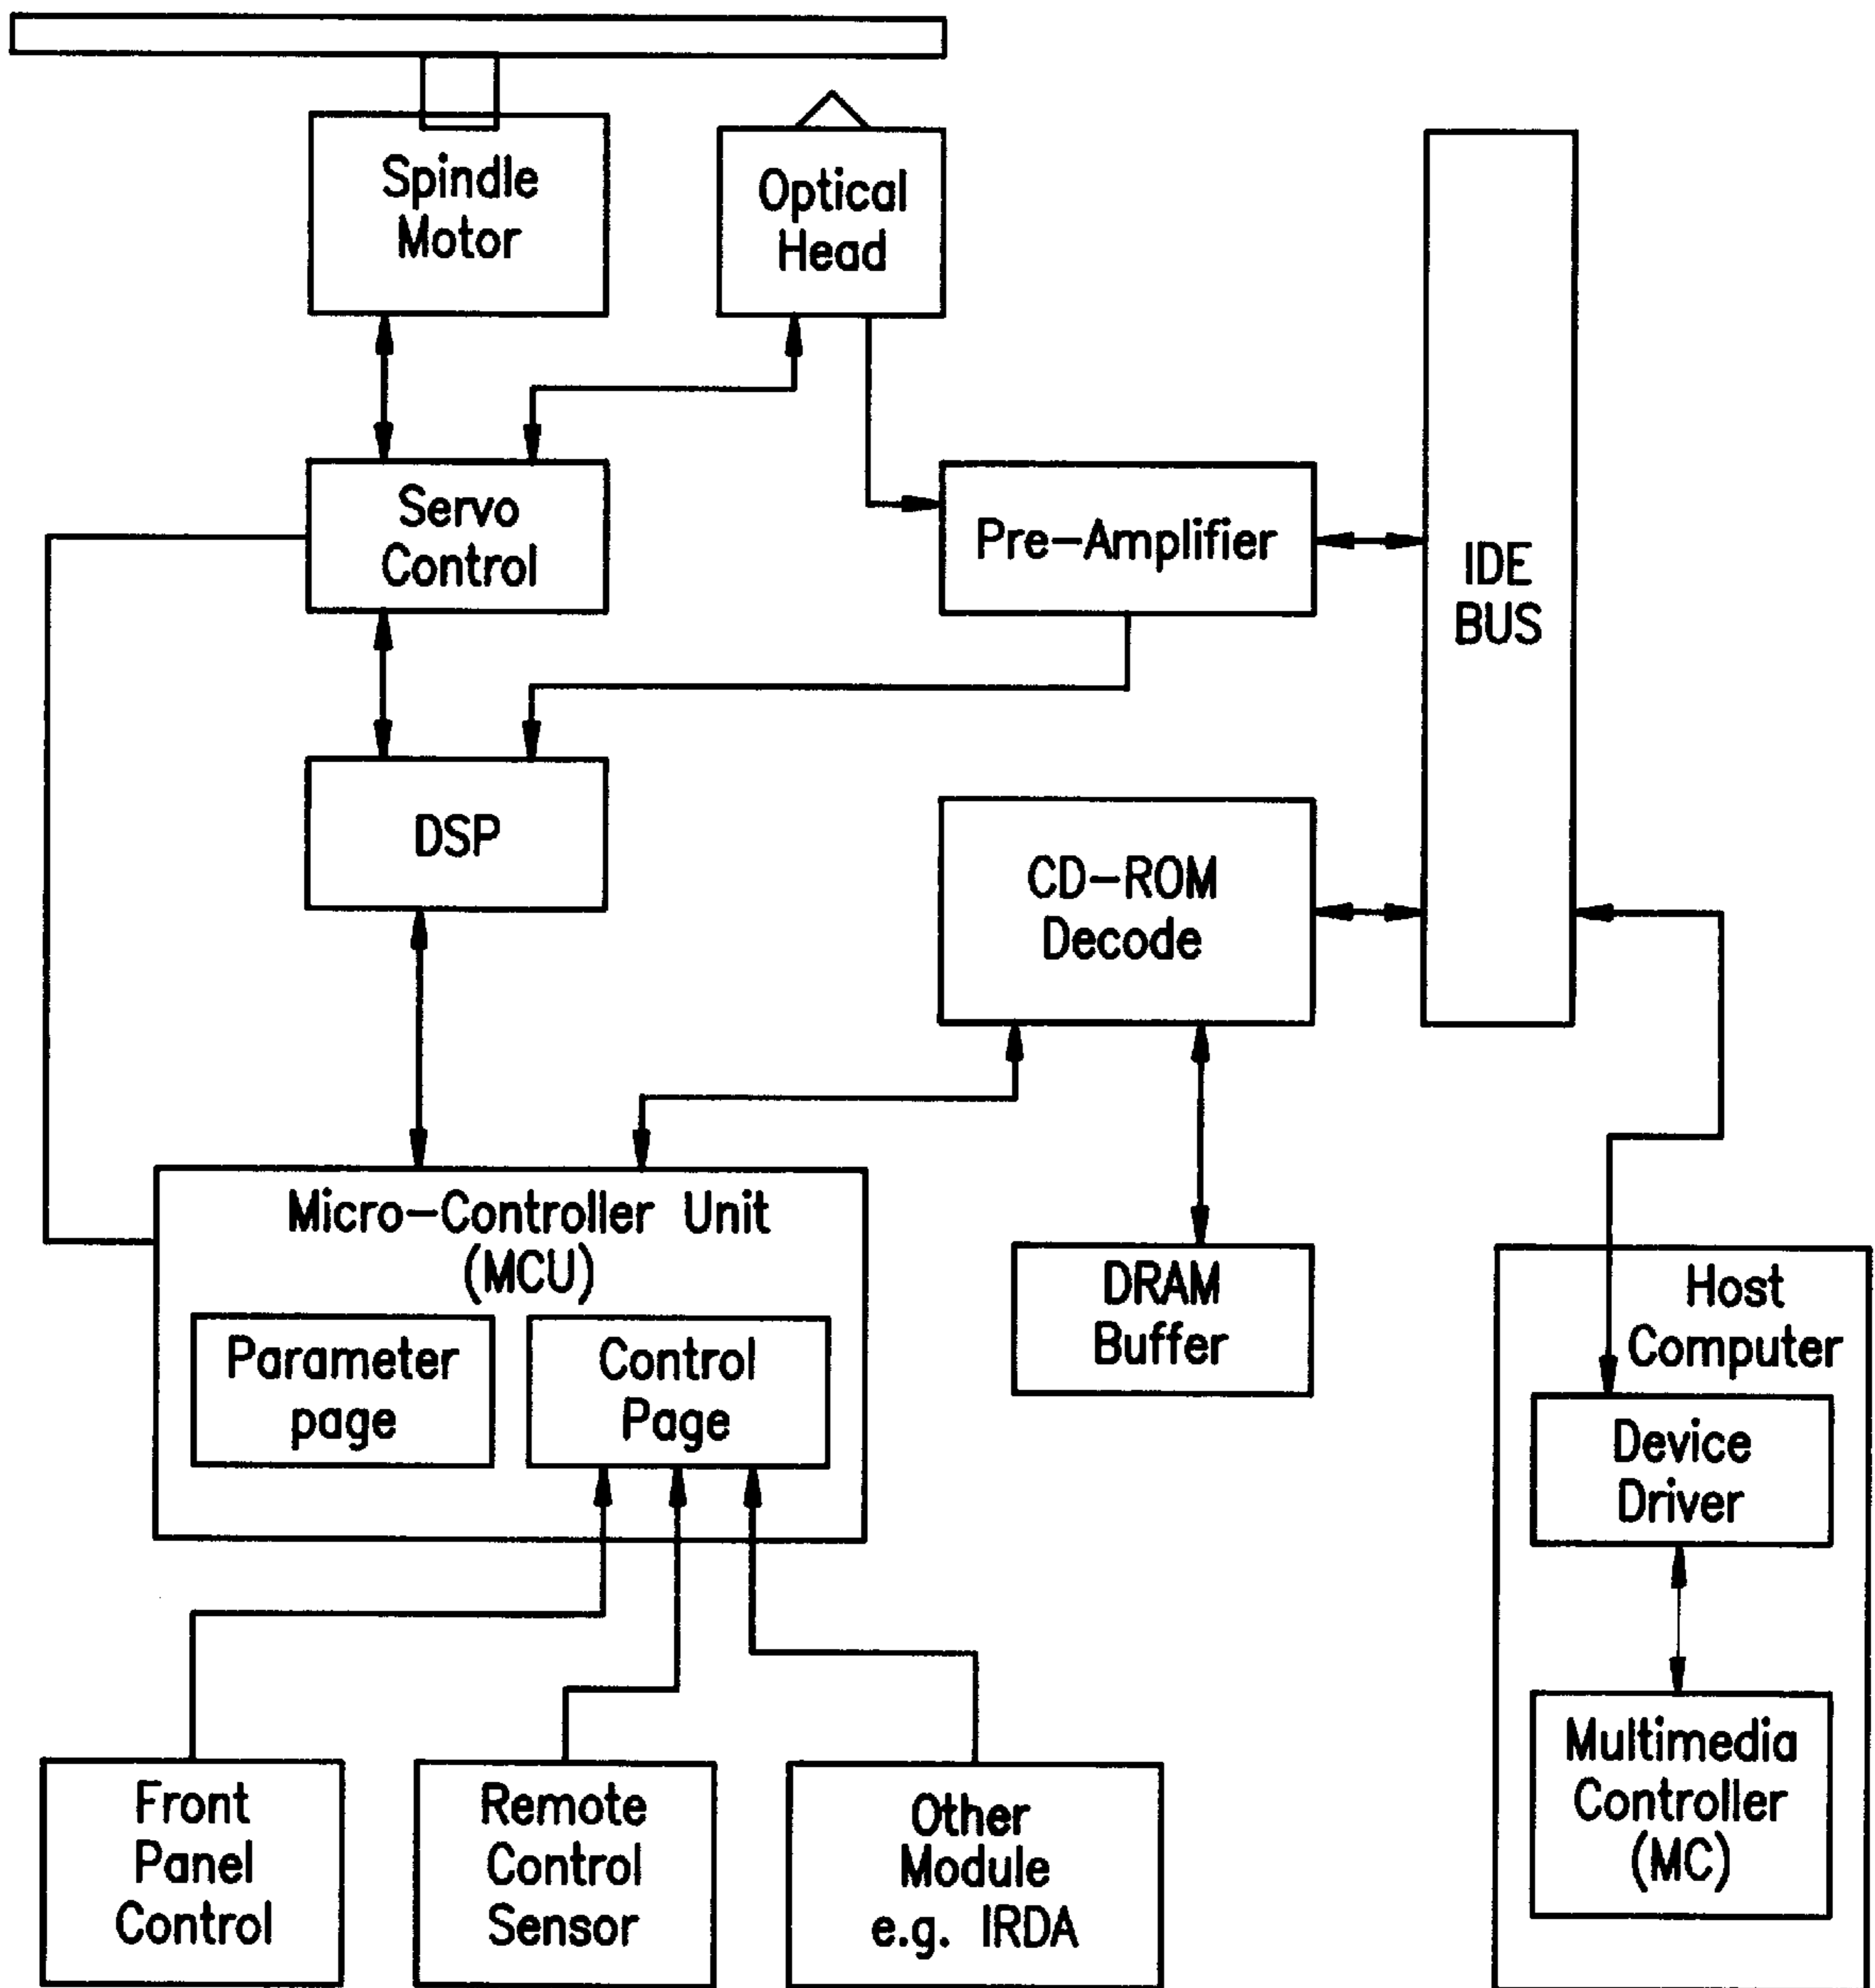 Spindle
Motor
Optical
Head
Servo
Control
Pre-Amplifier
IDE
BUS
DSP
CD-ROM
Decode
Micro-Controller Unit
(MCU)
Parameter
page
Control
Page
DRAM
Buffer
Host
Computer
Device
Driver
Multimedia
Controller
(MC)
Front
Panel
Control
Remote
Control
Sensor
Other
Module
e.g. IRDA